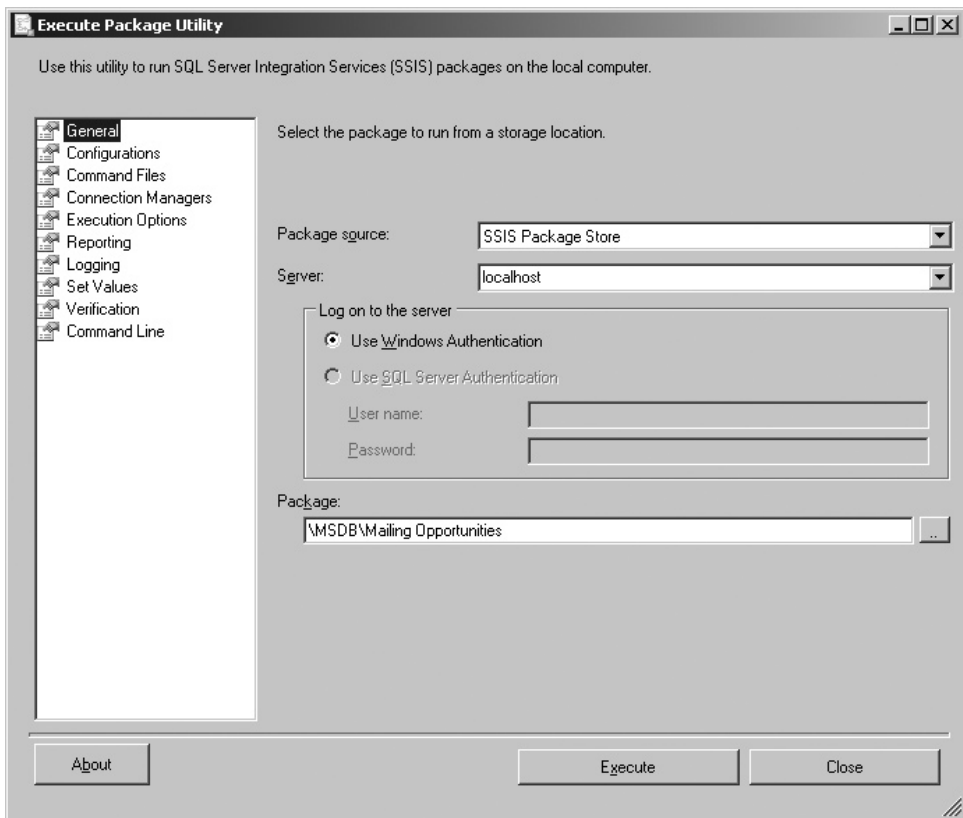 Execute Package Utility
Use this utility to run SQL Server Integration Services (SSIS) packages on the local computer.
General
Configurations
Command Files
Connection Managers
Execution Options
Reporting
Logging
Set Values
Verification
Command Line
Select the package to run from a storage location.
Package source: SSIS Package Store
Server: localhost
Log on to the server
Use Windows Authentication
Use SQL Server Authentication
User name:
Password:
Package:
\MSDB\Mailing Opportunities
..
About
Execute
Close